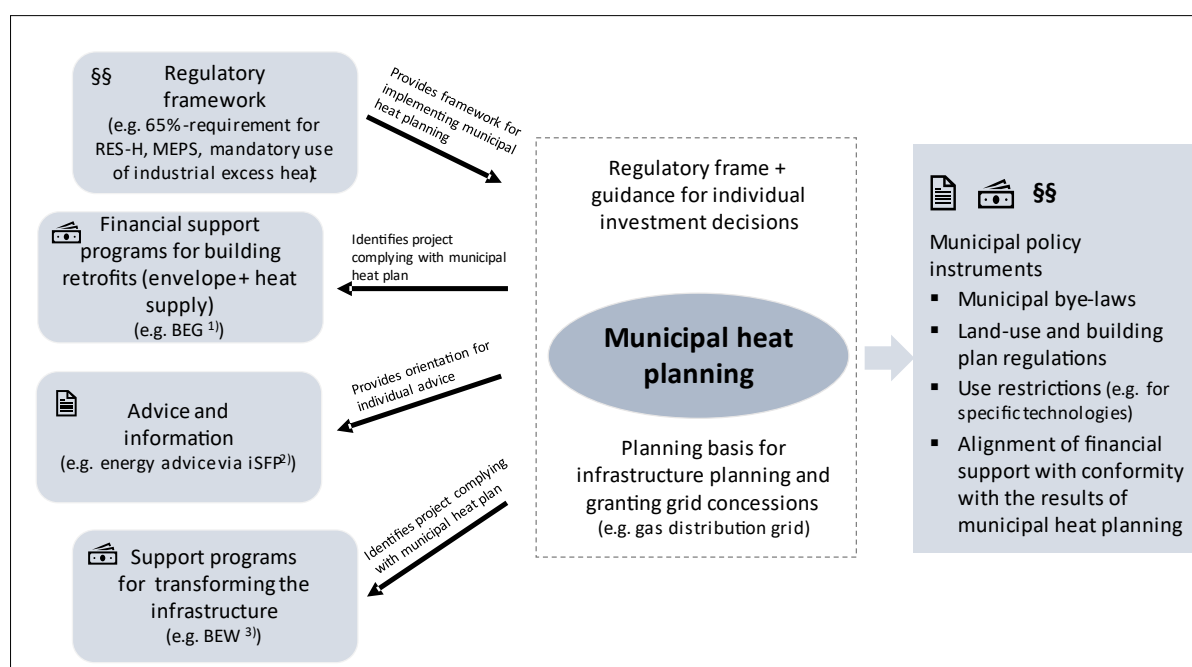 §§ Regulatory
framework
(e.g. 65%-requirement for
RES-H, MEPS, mandatory use
of industrial excess heat)
Provides framework for
implementing municipal
heat planning
Financial support
programs for building
retrofits (envelope+ heat
supply)
(e.g. BEG 1))
Identifies project
complying with municipal
heat plan
Advice and
information
(e.g. energy advice via iSFP2))
Provides orientation for
individual advice
Support programs
for transforming the
infrastructure
(e.g. BEW 3))
Identifies project complying
with municipal heat plan
Regulatory frame +
guidance for individual
investment decisions
Municipal heat
planning
Planning basis for
infrastructure planning and
granting grid concessions
(e.g. gas distribution grid)
§§
Municipal policy
instruments
▪ Municipal bye-laws
▪ Land-use and building
plan regulations
▪ Use restrictions (e.g. for
specific technologies)
▪ Alignment of financial
support with conformity
with the results of
municipal heat planning